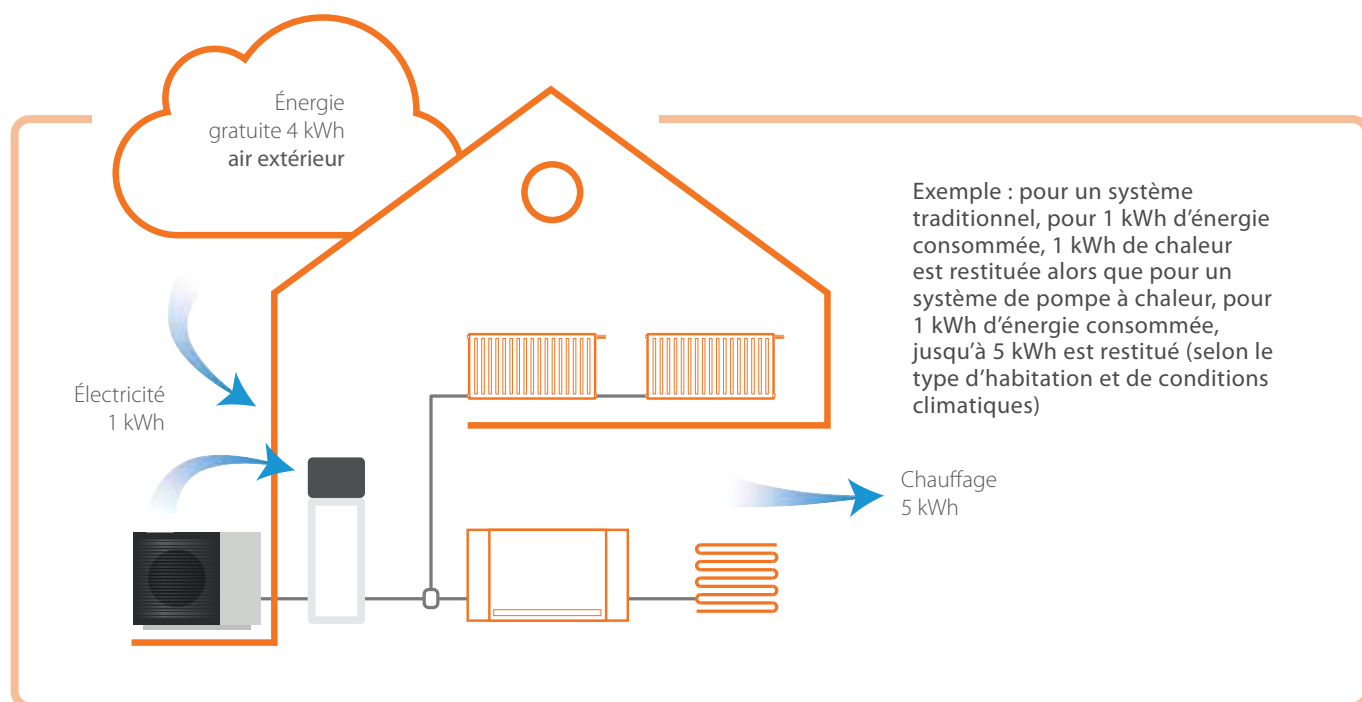 Énergie
gratuite 4 kWh
air extérieur
Exemple : pour un système
traditionnel, pour 1 kWh d’énergie
consommée, 1 kWh de chaleur
est restituée alors que pour un
système de pompe à chaleur, pour
1 kWh d’énergie consommée,
jusqu’à 5 kWh est restitué (selon le
type d’habitation et de conditions
climatiques)
Électricité
1 kWh
Chauffage
5 kWh